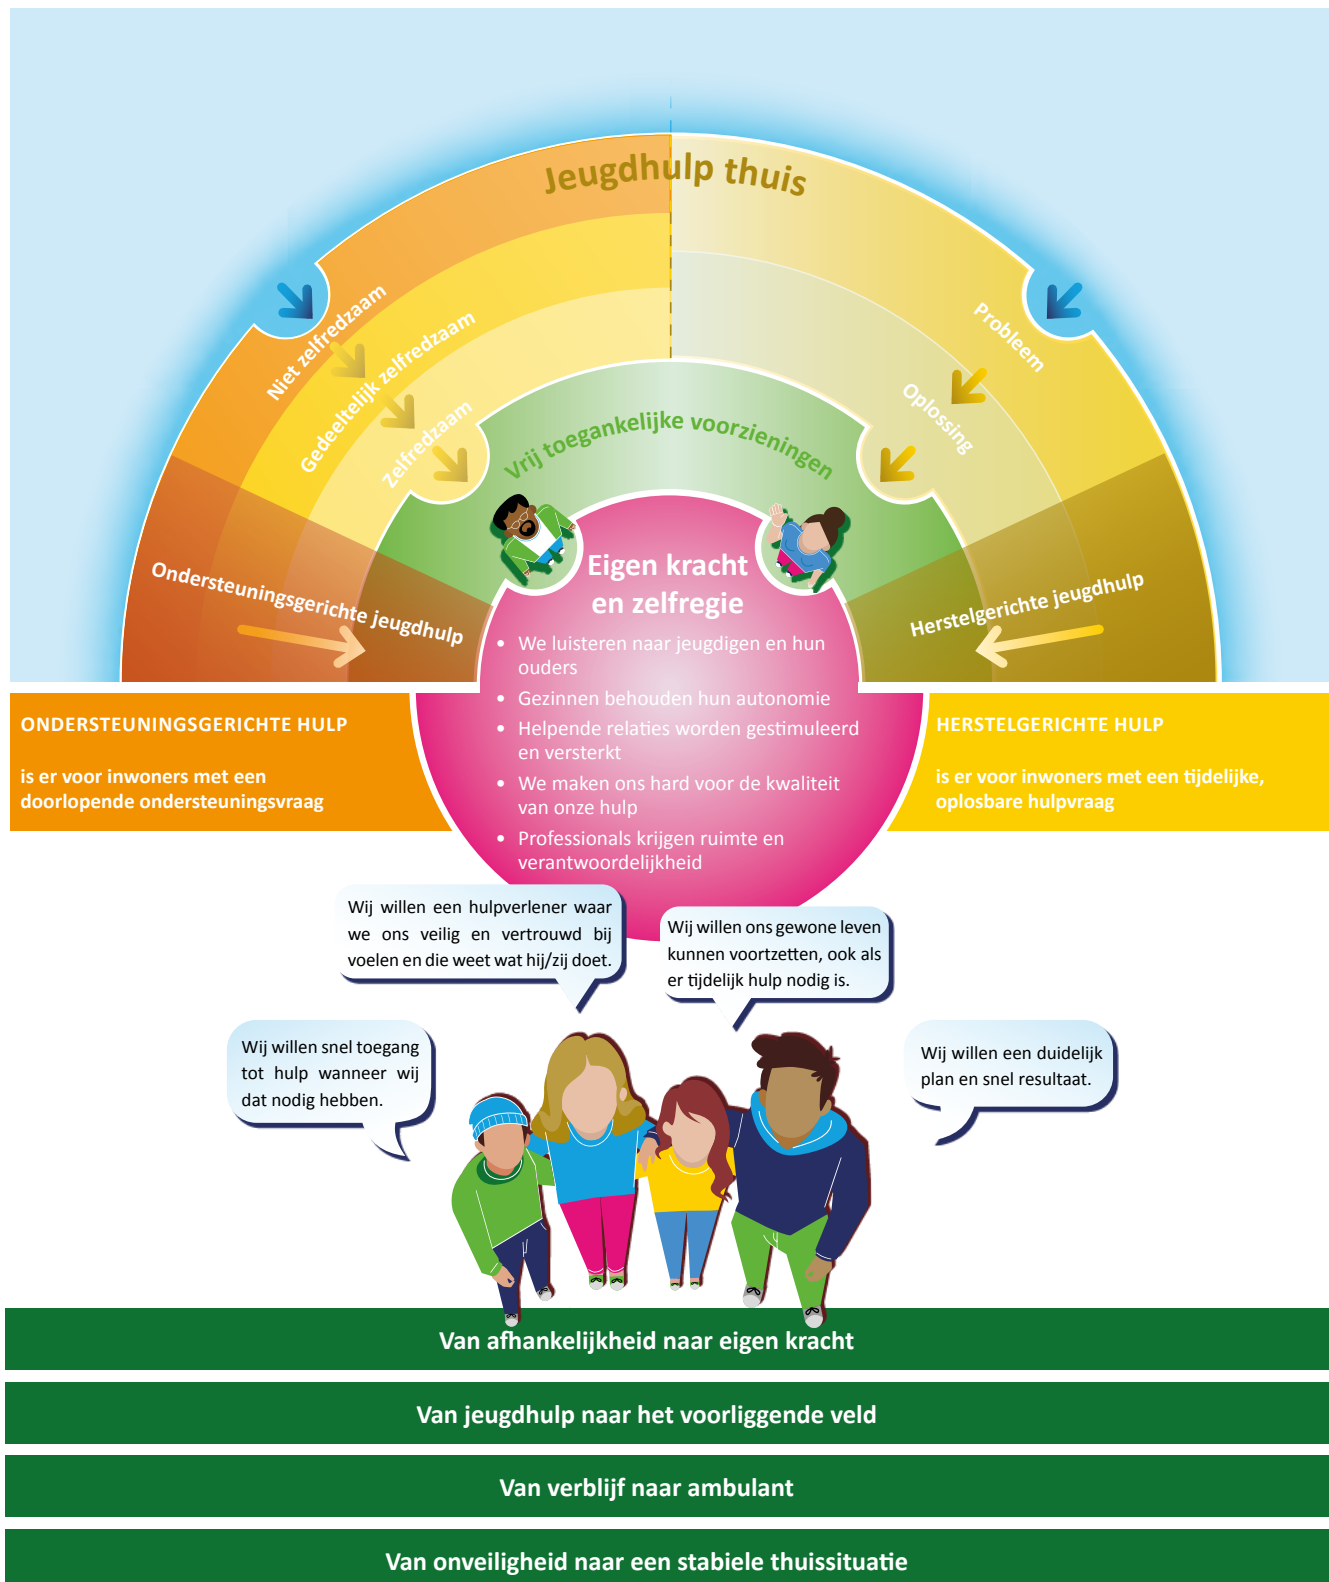 Jeugdhulp thuis
Niet zelfredzaam
Gedeeltelijk zelfredzaam
Zelfredzaam
Probleem
Oplossing
Vrij toegankelijke voorzieningen
Ondersteuningsgerichte jeugdhulp
Herstelgerichte jeugdhulp
Eigen kracht
en zelfregie
• We luisteren naar jeugdigen en hun
ouders
• Gezinnen behouden hun autonomie
• Helpende relaties worden gestimuleerd
en versterkt
• We maken ons hard voor de kwaliteit
van onze hulp
• Professionals krijgen ruimte en
verantwoordelijkheid
ONDERSTEUNINGSGERICHTE HULP
is er voor inwoners met een
doorlopende ondersteuningsvraag
HERSTELGERICHTE HULP
is er voor inwoners met een tijdelijke,
oplosbare hulpvraag
Wij willen een hulpverlener waar
we ons veilig en vertrouwd bij
voelen en die weet wat hij/zij doet.
Wij willen ons gewone leven
kunnen voortzetten, ook als
er tijdelijk hulp nodig is.
Wij willen snel toegang
tot hulp wanneer wij
dat nodig hebben.
Wij willen een duidelijk
plan en snel resultaat.
Van afhankelijkheid naar eigen kracht
Van jeugdhulp naar het voorliggende veld
Van verblijf naar ambulant
Van onveiligheid naar een stabiele thuissituatie